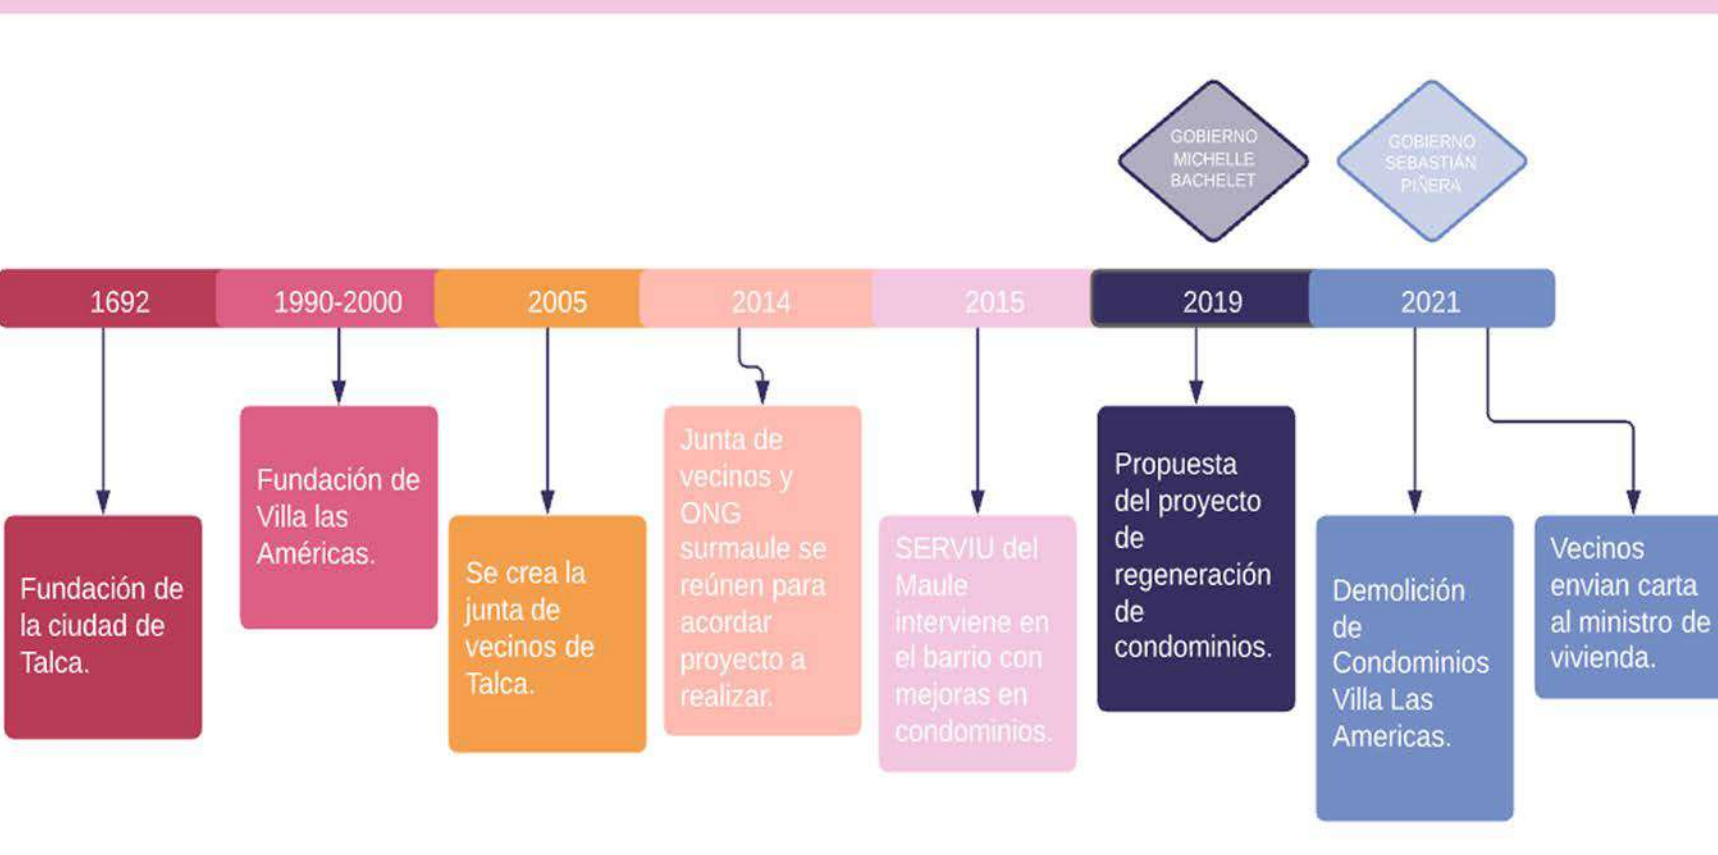 GOBIERNO
MICHELLE
BACHELET
GOBIERNO
SEBASTIÁN
PIÑERA
1692
1990-2000
2005
2014
2015
2019
2021
Fundación de
la ciudad de
Talca.
Fundación de
Villa las
Américas.
Se crea la
junta de
vecinos de
Talca.
Junta de
vecinos y
ONG
surmaule se
reúnen para
acordar
proyecto a
realizar.
SERVIU del
Maule
interviene en
el barrio con
mejoras en
condominios.
Propuesta
del proyecto
de
regeneración
de
condominios.
Demolición
de
Condominios
Villa Las
Americas.
Vecinos
envian carta
al ministro de
vivienda.